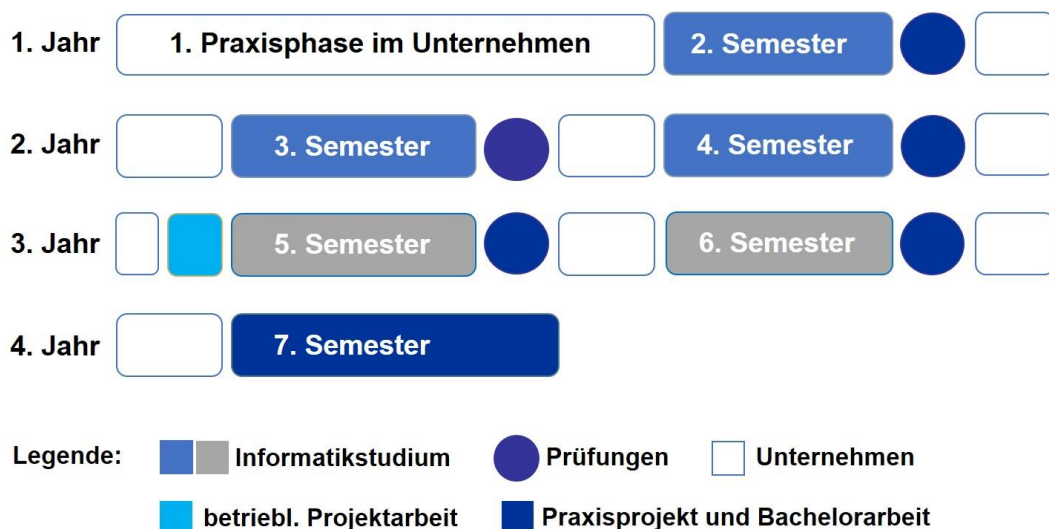 1. Jahr 1. Praxisphase im Unternehmen 2. Semester
2. Jahr 3. Semester 4. Semester
3. Jahr 5. Semester 6. Semester
4. Jahr 7. Semester
Legende: Informatikstudium Prüfungen Unternehmen
betriebl. Projektarbeit Praxisprojekt und Bachelorarbeit